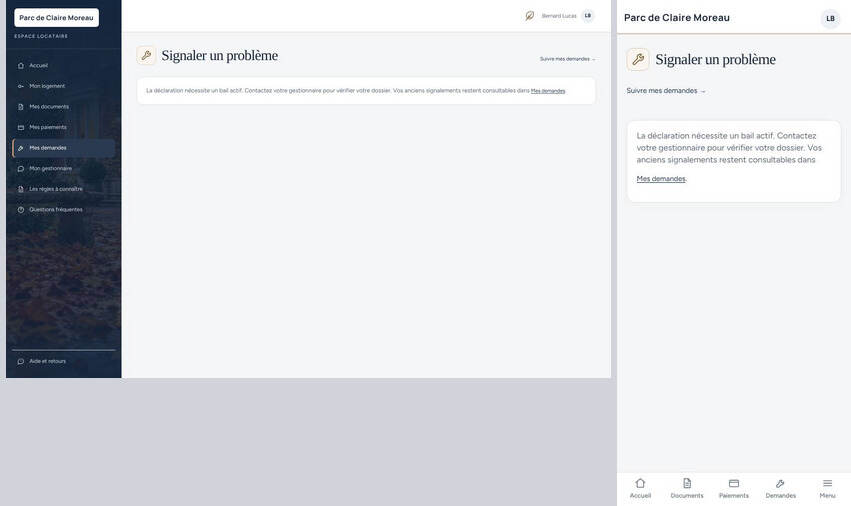 Parc de Claire Moreau
ESPACE LOCATAIRE
Accueil
Mon logement
Mes documents
Mes paiements
Mes demandes
Mon gestionnaire
Les règles à connaître
Questions fréquentes
Aide et retours
Bernard Lucas LB
Signaler un problème
Suivre mes demandes →
La déclaration nécessite un bail actif. Contactez votre gestionnaire pour vérifier votre dossier. Vos anciens signalements restent consultables dans Mes demandes.
Parc de Claire Moreau
LB
Signaler un problème
Suivre mes demandes →
La déclaration nécessite un bail actif. Contactez
votre gestionnaire pour vérifier votre dossier. Vos
anciens signalements restent consultables dans
Mes demandes.
Accueil Documents Paiements Demandes Menu